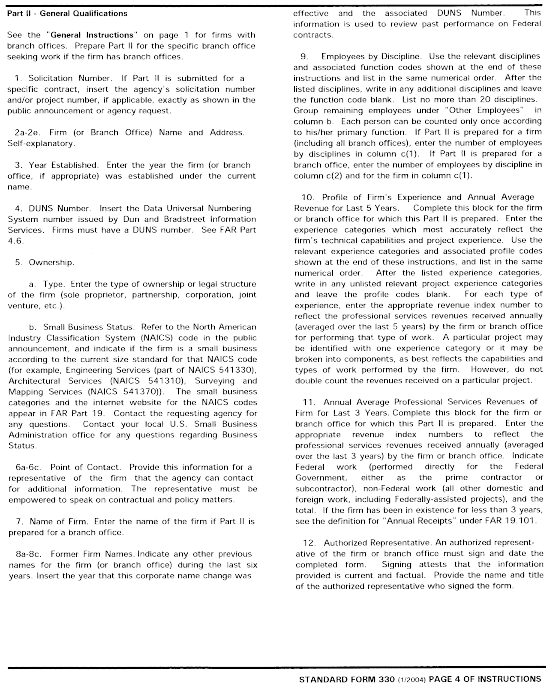 Part II - General Qualifications
See the "General Instructions" on page 1 for firms with
branch offices. Prepare Part II for the specific branch office
seeking work if the firm has branch offices.
1. Solicitation Number. If Part II is submitted for a
specific contract, insert the agency's solicitation number
and/or project number, if applicable, exactly as shown in the
public announcement or agency request.
2a-2e. Firm (or Branch Office) Name and Address.
Self-explanatory.
3. Year Established. Enter the year the firm (or branch
office, if appropriate) was established under the current
name.
4. DUNS Number. Insert the Data Universal Numbering
System number issued by Dun and Bradstreet Information
Services. Firms must have a DUNS number. See FAR Part
4.6.
5. Ownership.
a. Type. Enter the type of ownership or legal structure
of the firm (sole proprietor, partnership, corporation, joint
venture, etc.).
b. Small Business Status. Refer to the North American
Industry Classification System (NAICS) code in the public
announcement, and indicate if the firm is a small business
according to the current size standard for that NAICS code
(for example, Engineering Services (part of NAICS 541330),
Architectural Services (NAICS 541310), Surveying and
Mapping Services (NAICS 541370)). The small business
categories and the internet website for the NAICS codes
appear in FAR Part 19. Contact the requesting agency for
any questions. Contact your local U.S. Small Business
Administration office for any questions regarding Business
Status.
6a-6c. Point of Contact. Provide this information for a
representative of the firm that the agency can contact
for additional information. The representative must be
empowered to speak on contractual and policy matters.
7. Name of Firm. Enter the name of the firm if Part II is
prepared for a branch office.
8a-8c. Former Firm Names. Indicate any other previous
names for the firm (or branch office) during the last six
years. Insert the year that this corporate name change was
effective and the associated DUNS Number. This
information is used to review past performance on Federal
contracts.
9. Employees by Discipline. Use the relevant disciplines
and associated function codes shown at the end of these
instructions and list in the same numerical order. After the
listed disciplines, write in any additional disciplines and leave
the function code blank. List no more than 20 disciplines.
Group remaining employees under "Other Employees" in
column b. Each person can be counted only once according
to his/her primary function. If Part II is prepared for a firm
(including all branch offices), enter the number of employees
by disciplines in column c(1). If Part II is prepared for a
branch office, enter the number of employees by discipline in
column c(2) and for the firm in column c(1).
10. Profile of Firm's Experience and Annual Average
Revenue for Last 5 Years. Complete this block for the firm
or branch office for which this Part II is prepared. Enter the
experience categories which most accurately reflect the
firm's technical capabilities and project experience. Use the
relevant experience categories and associated profile codes
shown at the end of these instructions, and list in the same
numerical order. After the listed experience categories,
write in any unlisted relevant project experience categories
and leave the profile codes blank. For each type of
experience, enter the appropriate revenue index number to
reflect the professional services revenues received annually
(averaged over the last 5 years) by the firm or branch office
for performing that type of work. A particular project may
be identified with one experience category or it may be
broken into components, as best reflects the capabilities and
types of work performed by the firm. However, do not
double count the revenues received on a particular project.
11. Annual Average Professional Services Revenues of
Firm for Last 3 Years. Complete this block for the firm or
branch office for which this Part II is prepared. Enter the
appropriate revenue index numbers to reflect the
professional services revenues received annually (averaged
over the last 3 years) by the firm or branch office. Indicate
Federal work (performed directly for the Federal
Government, either as the prime contractor or
subcontractor), non-Federal work (all other domestic and
foreign work, including Federally-assisted projects), and the
total. If the firm has been in existence for less than 3 years,
see the definition for "Annual Receipts" under FAR 19.101.
12. Authorized Representative. An authorized represent-
ative of the firm or branch office must sign and date the
completed form. Signing attests that the information
provided is current and factual. Provide the name and title
of the authorized representative who signed the form.
STANDARD FORM 330 (1/2004) PAGE 4 OF INSTRUCTIONS